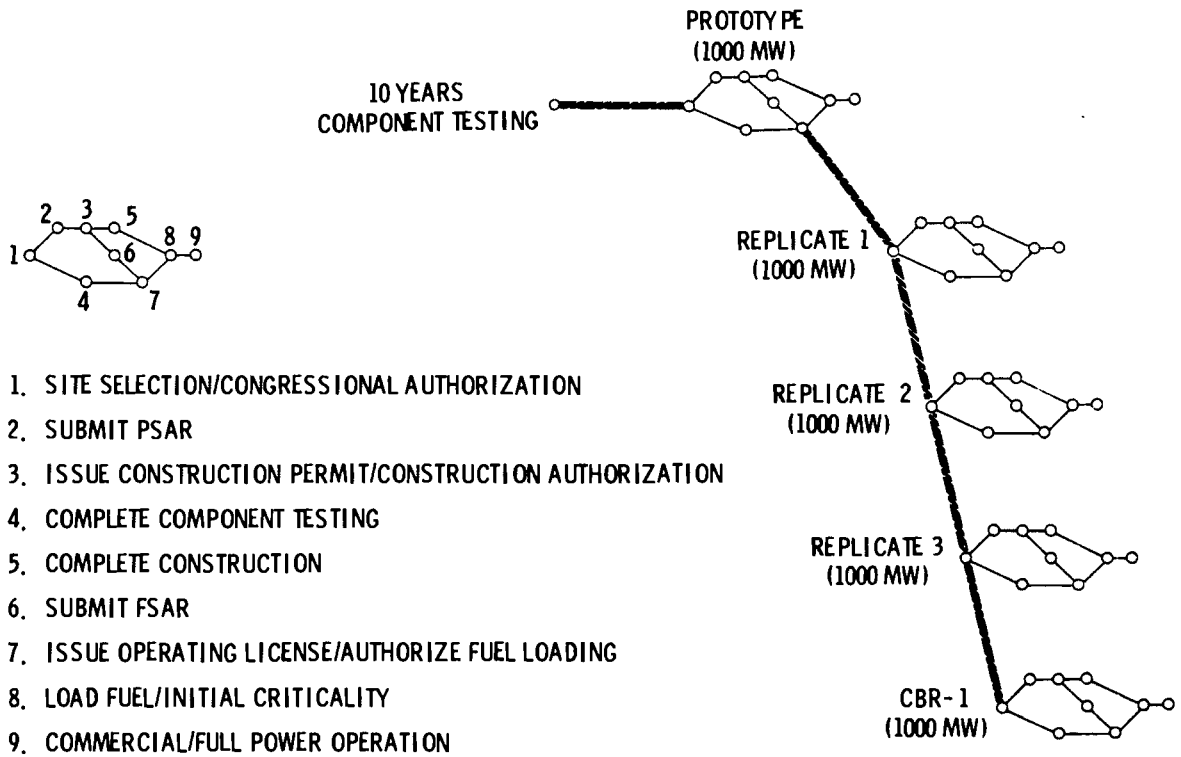 PROTOTYPE
(1000 MW)
10 YEARS
COMPONENT TESTING
2 3 5
1 8 9
6
4 7
REPLICATE 1
(1000 MW)
1. SITE SELECTION/CONGRESSIONAL AUTHORIZATION
2. SUBMIT PSAR
3. ISSUE CONSTRUCTION PERMIT/CONSTRUCTION AUTHORIZATION
4. COMPLETE COMPONENT TESTING
5. COMPLETE CONSTRUCTION
6. SUBMIT FSAR
7. ISSUE OPERATING LICENSE/AUTHORIZE FUEL LOADING
8. LOAD FUEL/INITIAL CRITICALITY
9. COMMERCIAL/FULL POWER OPERATION
REPLICATE 2
(1000 MW)
REPLICATE 3
(1000 MW)
CBR-1
(1000 MW)